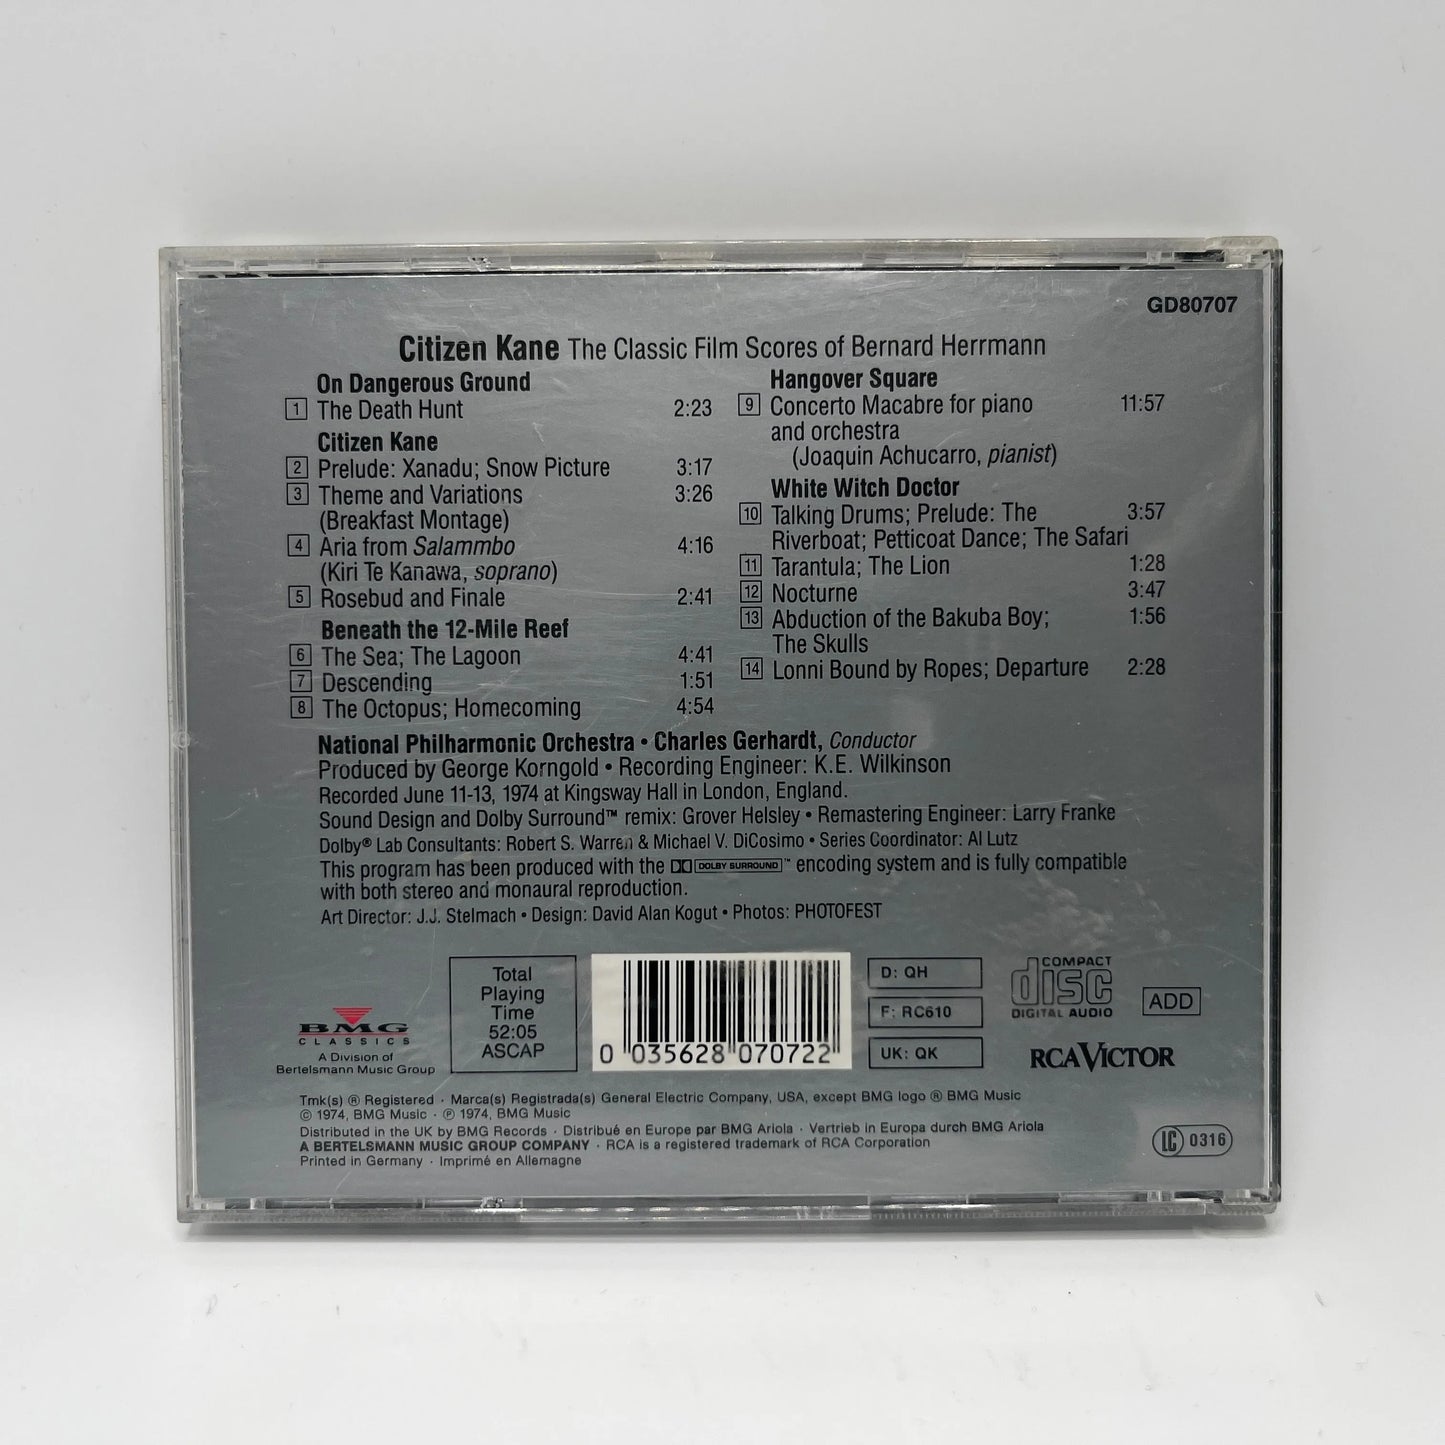 GD80707
Citizen Kane The Classic Film Scores of Bernard Herrmann
On Dangerous Ground
1 The Death Hunt 2:23
Citizen Kane
2 Prelude: Xanadu; Snow Picture 3:17
3 Theme and Variations 3:26
(Breakfast Montage)
4 Aria from Salammbo 4:16
(Kiri Te Kanawa, soprano)
5 Rosebud and Finale 2:41
Beneath the 12-Mile Reef
6 The Sea; The Lagoon 4:41
7 Descending 1:51
8 The Octopus; Homecoming 4:54
Hangover Square
9 Concerto Macabre for piano 11:57
and orchestra
(Joaquin Achucarro, pianist)
White Witch Doctor
10 Talking Drums; Prelude: The 3:57
Riverboat; Petticoat Dance; The Safari
11 Tarantula; The Lion 1:28
12 Nocturne 3:47
13 Abduction of the Bakuba Boy; 1:56
The Skulls
14 Lonni Bound by Ropes; Departure 2:28
National Philharmonic Orchestra • Charles Gerhardt, Conductor
Produced by George Korngold • Recording Engineer: K.E. Wilkinson
Recorded June 11-13, 1974 at Kingsway Hall in London, England.
Sound Design and Dolby Surround™ remix: Grover Helsley • Remastering Engineer: Larry Franke
Dolby® Lab Consultants: Robert S. Warren & Michael V. DiCosimo • Series Coordinator: Al Lutz
This program has been produced with the DOLBY SURROUND™ encoding system and is fully compatible
with both stereo and monaural reproduction.
Art Director: J.J. Stelmach • Design: David Alan Kogut • Photos: PHOTOFEST
BMG
CLASSICS
A Division of
Bertelsmann Music Group
Total
Playing
Time
52:05
ASCAP
0 035628 070722
D: QH
F: RC610
UK: QK
COMPACT
disc
DIGITAL AUDIO
ADD
RCA VICTOR
Tmk(s) ® Registered · Marca(s) Registrada(s) General Electric Company, USA, except BMG logo ® BMG Music
© 1974, BMG Music · ℗ 1974, BMG Music
Distributed in the UK by BMG Records · Distribué en Europe par BMG Ariola · Vertrieb in Europa durch BMG Ariola
A BERTELSMANN MUSIC GROUP COMPANY · RCA is a registered trademark of RCA Corporation
Printed in Germany · Imprimé en Allemagne
LC 0316